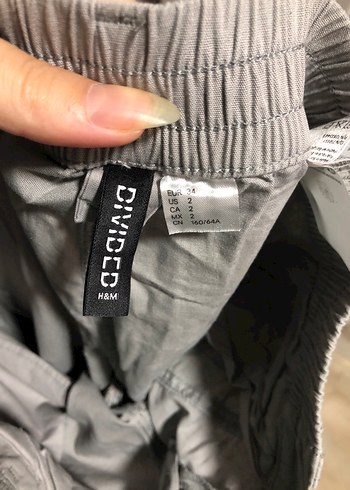 DIVIDED
H&M
EUR 34
US 2
CA 2
MX 2
CN 160/64A